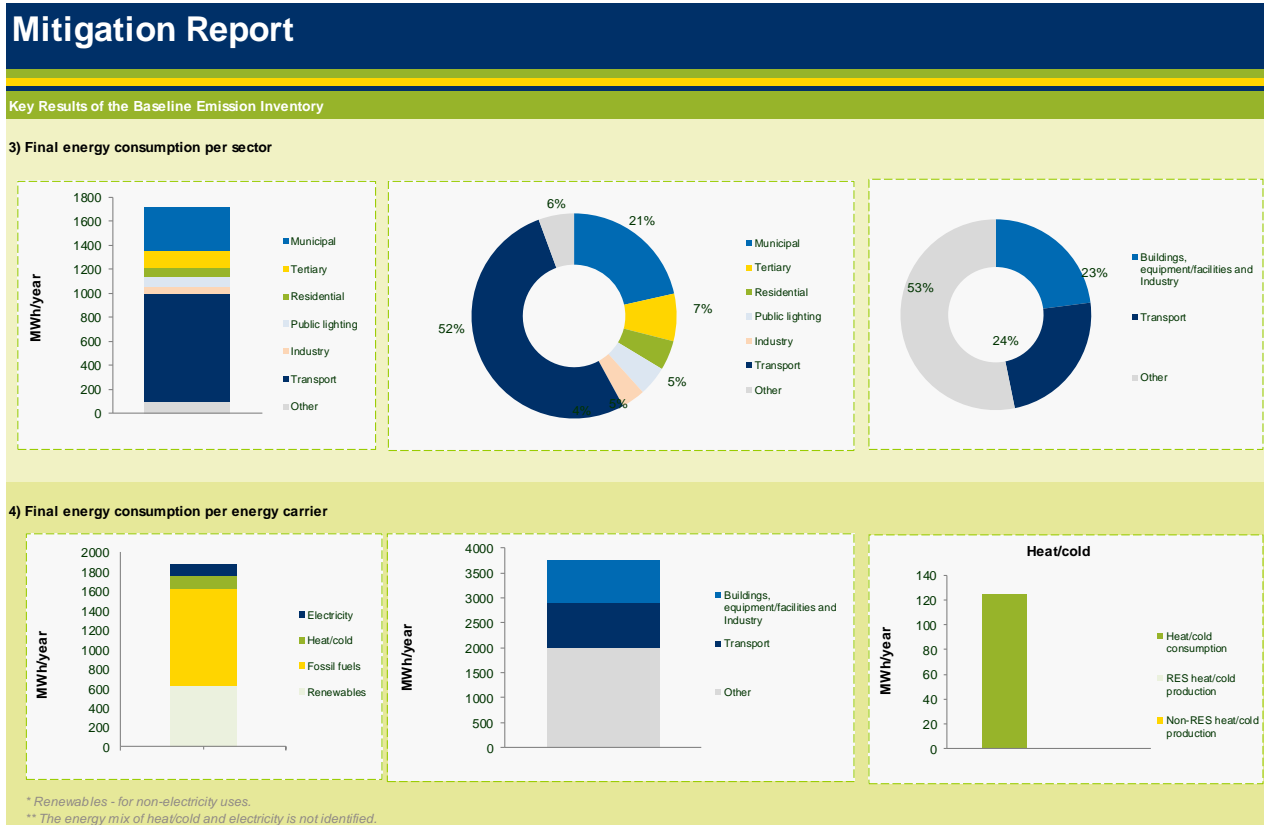 Mitigation Report
Key Results of the Baseline Emission Inventory
3) Final energy consumption per sector
MWh/year
1800
1600
1400
1200
1000
800
600
400
200
0
Municipal
Tertiary
Residential
Public lighting
Industry
Transport
Other
6%
21%
7%
5%
5%
4%
52%
Municipal
Tertiary
Residential
Public lighting
Industry
Transport
Other
23%
24%
53%
Buildings,
equipment/facilities and
Industry
Transport
Other
4) Final energy consumption per energy carrier
MWh/year
2000
1800
1600
1400
1200
1000
800
600
400
200
0
Electricity
Heat/cold
Fossil fuels
Renewables
MWh/year
4000
3500
3000
2500
2000
1500
1000
500
0
Buildings,
equipment/facilities and
Industry
Transport
Other
Heat/cold
MWh/year
140
120
100
80
60
40
20
0
Heat/cold
consumption
RES heat/cold
production
Non-RES heat/cold
production
* Renewables - for non-electricity uses.
** The energy mix of heat/cold and electricity is not identified.